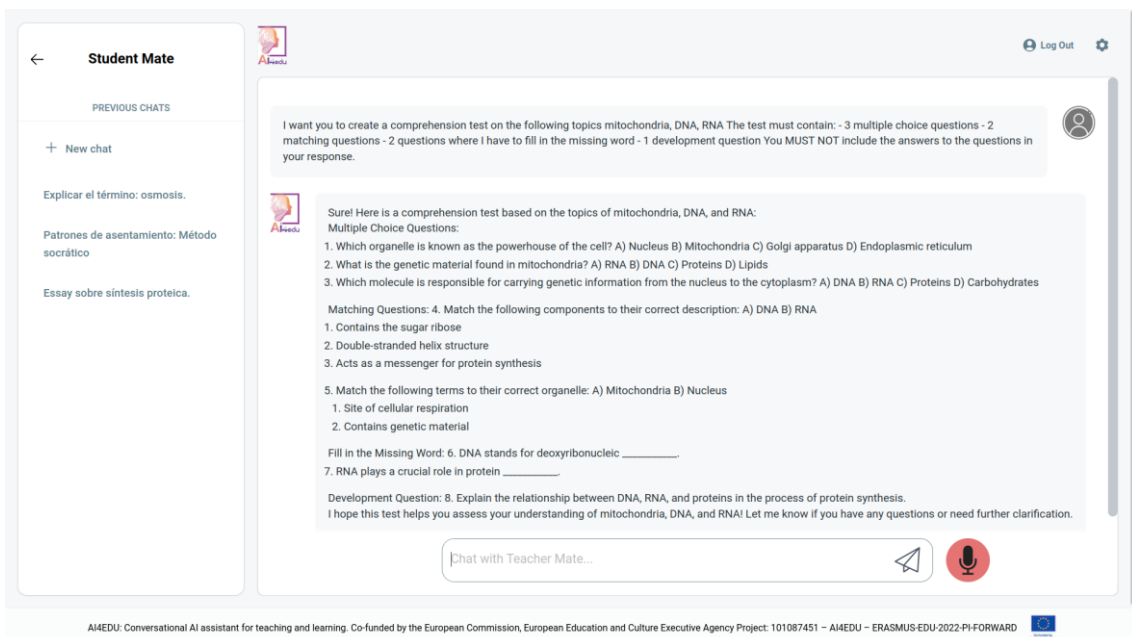 Student Mate
PREVIOUS CHATS
+ New chat
Explicar el término: osmosis.
Patrones de asentamiento: Método
socrático
Essay sobre síntesis proteica.
AI4edu
Log Out
I want you to create a comprehension test on the following topics mitochondria, DNA, RNA The test must contain: - 3 multiple choice questions - 2
matching questions - 2 questions where I have to fill in the missing word - 1 development question You MUST NOT include the answers to the questions in
your response.
AI4edu
Sure! Here is a comprehension test based on the topics of mitochondria, DNA, and RNA:
Multiple Choice Questions:
1. Which organelle is known as the powerhouse of the cell? A) Nucleus B) Mitochondria C) Golgi apparatus D) Endoplasmic reticulum
2. What is the genetic material found in mitochondria? A) RNA B) DNA C) Proteins D) Lipids
3. Which molecule is responsible for carrying genetic information from the nucleus to the cytoplasm? A) DNA B) RNA C) Proteins D) Carbohydrates
Matching Questions: 4. Match the following components to their correct description: A) DNA B) RNA
1. Contains the sugar ribose
2. Double-stranded helix structure
3. Acts as a messenger for protein synthesis
5. Match the following terms to their correct organelle: A) Mitochondria B) Nucleus
1. Site of cellular respiration
2. Contains genetic material
Fill in the Missing Word: 6. DNA stands for deoxyribonucleic __________.
7. RNA plays a crucial role in protein __________.
Development Question: 8. Explain the relationship between DNA, RNA, and proteins in the process of protein synthesis.
I hope this test helps you assess your understanding of mitochondria, DNA, and RNA! Let me know if you have any questions or need further clarification.
Chat with Teacher Mate...
AI4EDU: Conversational AI assistant for teaching and learning. Co-funded by the European Commission, European Education and Culture Executive Agency Project: 101087451 – AI4EDU – ERASMUS-EDU-2022-PI-FORWARD